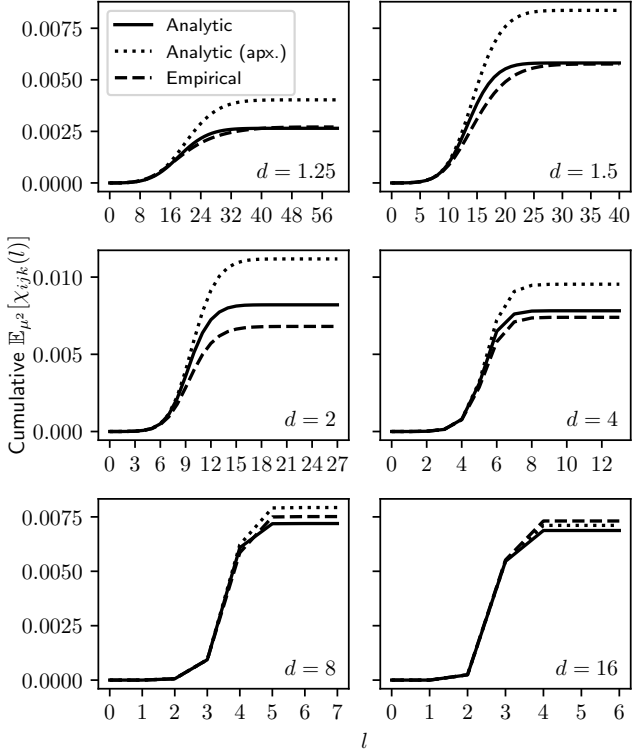 Cumulative 𝔼_{μ²}[χ_{ijk}(l)]
0.0075
0.0050
0.0025
0.0000
Analytic
Analytic (apx.)
Empirical
d = 1.25
0 8 16 24 32 40 48 56
d = 1.5
0 5 10 15 20 25 30 35 40
0.010
0.005
0.000
d = 2
0 3 6 9 12 15 18 21 24 27
d = 4
0 2 4 6 8 10 12
0.0075
0.0050
0.0025
0.0000
d = 8
0 1 2 3 4 5 6 7
d = 16
0 1 2 3 4 5 6
l